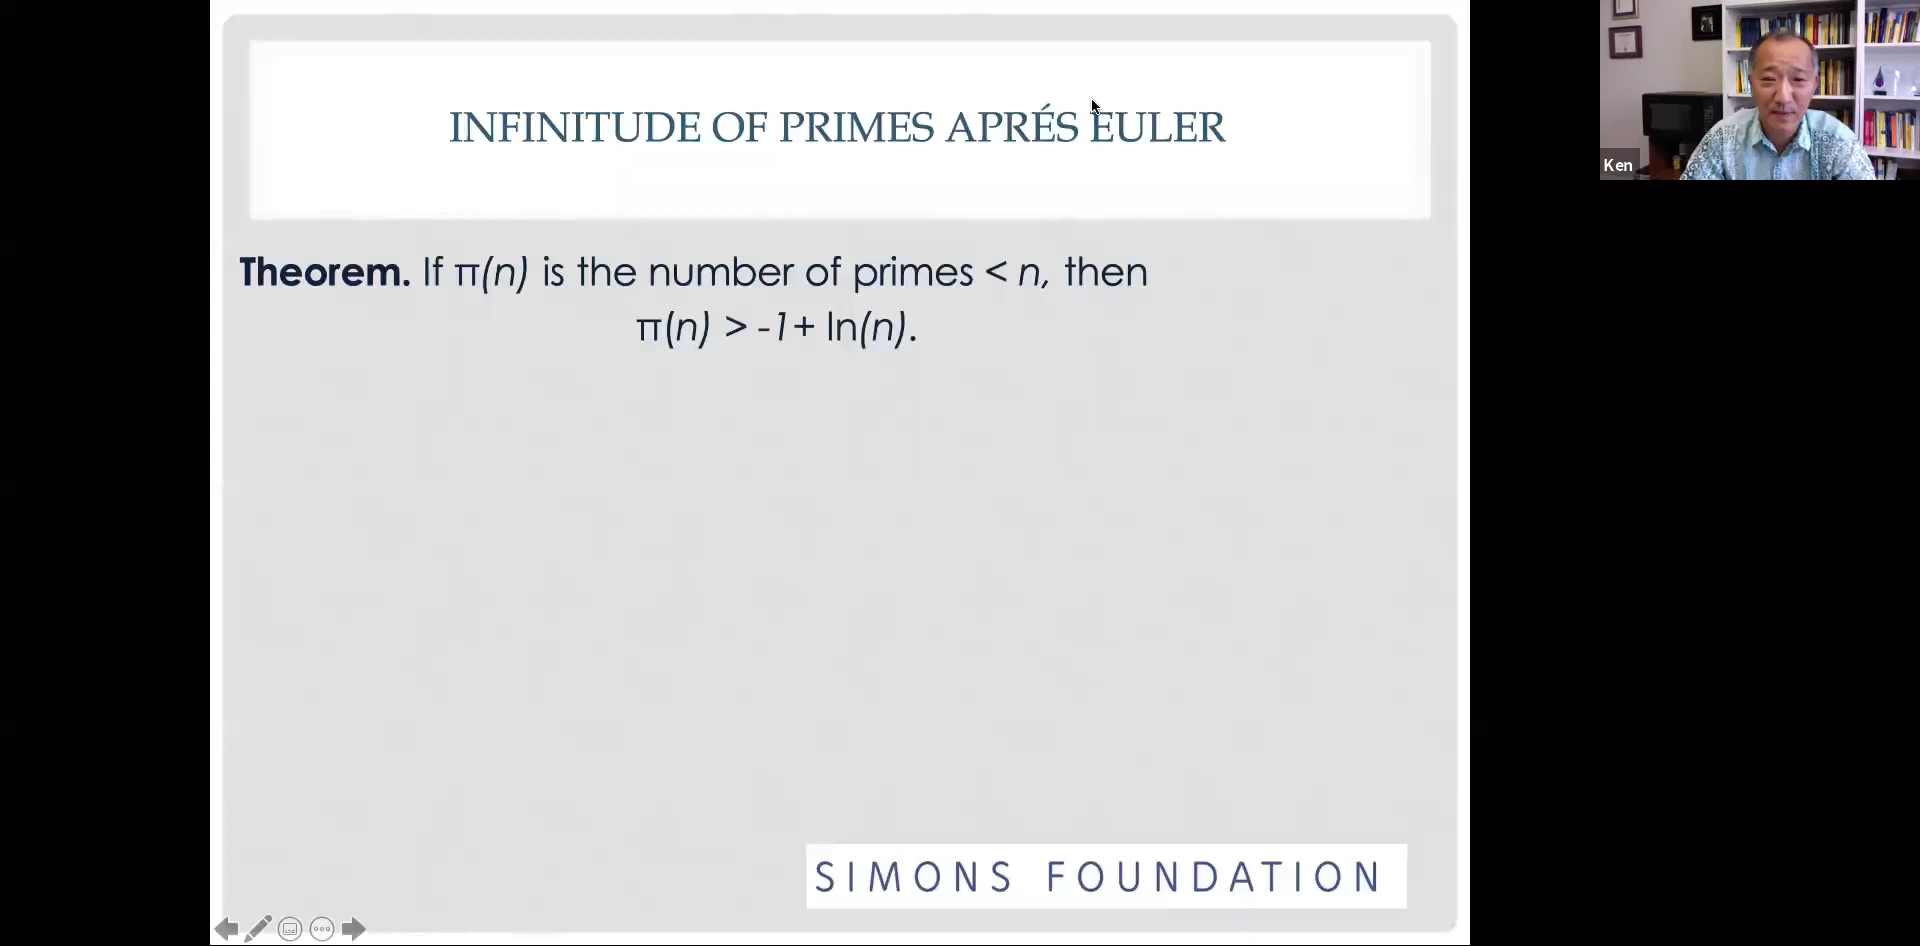 INFINITUDE OF PRIMES APRÉS EULER
Ken
Theorem. If π(n) is the number of primes < n, then
π(n) > -1+ ln(n).
SIMONS FOUNDATION